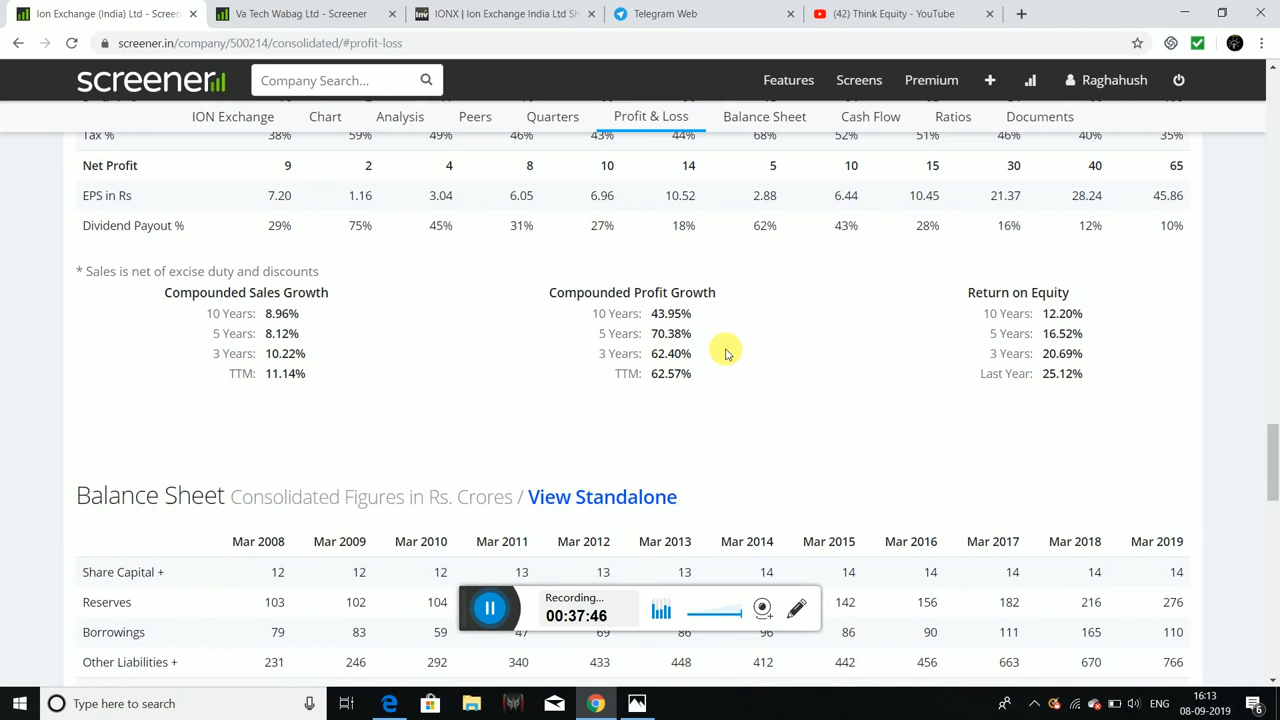 Ion Exchange (India) Ltd - Screen
Va Tech Wabag Ltd - Screener
IONX | Ion Exchange India Ltd Sh
Telegram Web
(42) Think Equity - YouTube
screener.in/company/500214/consolidated/#profit-loss
screener
Company Search...
Features
Screens
Premium
Raghahush
ION Exchange Chart Analysis Peers Quarters Profit & Loss Balance Sheet Cash Flow Ratios Documents
Tax % 38% 59% 49% 46% 43% 44% 68% 52% 51% 46% 40% 35%
Net Profit 9 2 4 8 10 14 5 10 15 30 40 65
EPS in Rs 7.20 1.16 3.04 6.05 6.96 10.52 2.88 6.44 10.45 21.37 28.24 45.86
Dividend Payout % 29% 75% 45% 31% 27% 18% 62% 43% 28% 16% 12% 10%
* Sales is net of excise duty and discounts
Compounded Sales Growth
10 Years: 8.96%
5 Years: 8.12%
3 Years: 10.22%
TTM: 11.14%
Compounded Profit Growth
10 Years: 43.95%
5 Years: 70.38%
3 Years: 62.40%
TTM: 62.57%
Return on Equity
10 Years: 12.20%
5 Years: 16.52%
3 Years: 20.69%
Last Year: 25.12%
Balance Sheet Consolidated Figures in Rs. Crores / View Standalone
Mar 2008 Mar 2009 Mar 2010 Mar 2011 Mar 2012 Mar 2013 Mar 2014 Mar 2015 Mar 2016 Mar 2017 Mar 2018 Mar 2019
Share Capital + 12 12 12 13 13 13 14 14 14 14 14 14
Reserves 103 102 104 142 156 182 216 276
Borrowings 79 83 59 47 69 86 96 86 90 111 165 110
Other Liabilities + 231 246 292 340 433 448 412 442 456 663 670 766
Recording...
00:37:46
Type here to search
ENG
16:13
08-09-2019
6